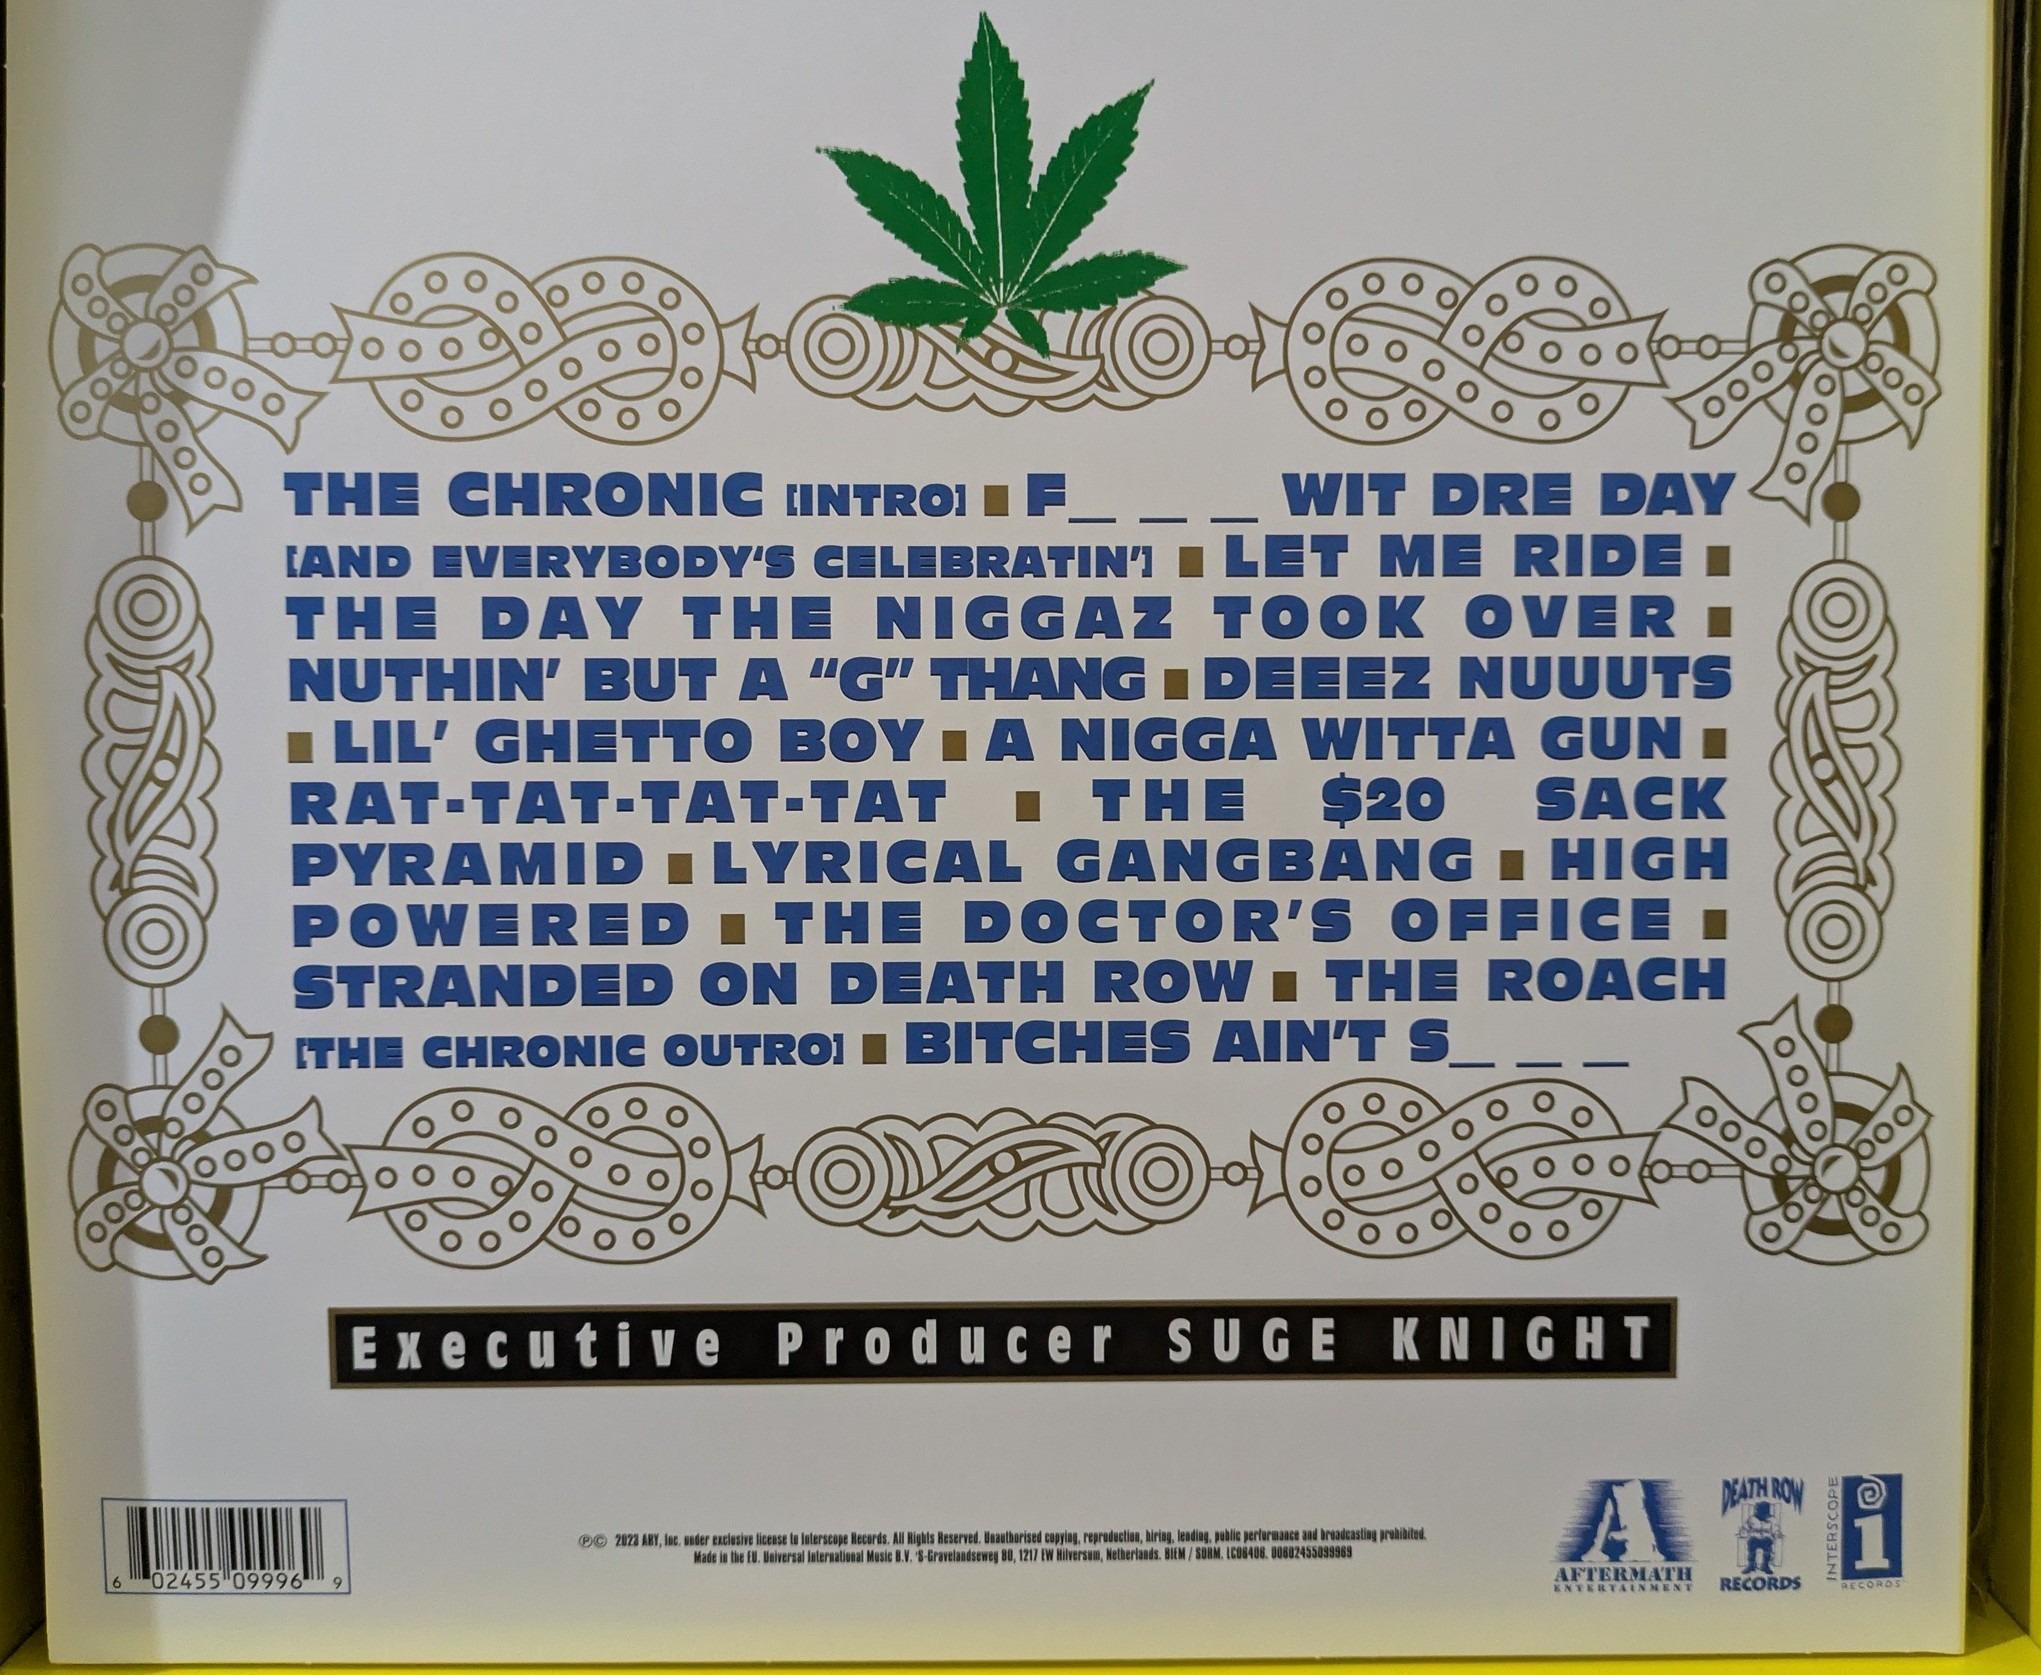 THE CHRONIC [INTRO] ■ F_ _ _ WIT DRE DAY
[AND EVERYBODY'S CELEBRATIN'] ■ LET ME RIDE ■
THE DAY THE NIGGAZ TOOK OVER ■
NUTHIN' BUT A “G” THANG ■ DEEEZ NUUUTS
■ LIL' GHETTO BOY ■ A NIGGA WITTA GUN ■
RAT-TAT-TAT-TAT ■ THE $20 SACK
PYRAMID ■ LYRICAL GANGBANG ■ HIGH
POWERED ■ THE DOCTOR'S OFFICE ■
STRANDED ON DEATH ROW ■ THE ROACH
[THE CHRONIC OUTRO] ■ BITCHES AIN'T S_ _ _
Executive Producer SUGE KNIGHT
6 02455 09996 9
℗© 2023 ARY, Inc. under exclusive license to Interscope Records. All Rights Reserved. Unauthorised copying, reproduction, hiring, lending, public performance and broadcasting prohibited.
Made in the EU. Universal International Music B.V. 'S-Gravelandseweg 80, 1217 EW Hilversum, Netherlands. BIEM / SDRM. LC06406. 00602455099969
AFTERMATH
ENTERTAINMENT
DEATH ROW
RECORDS
INTERSCOPE
RECORDS